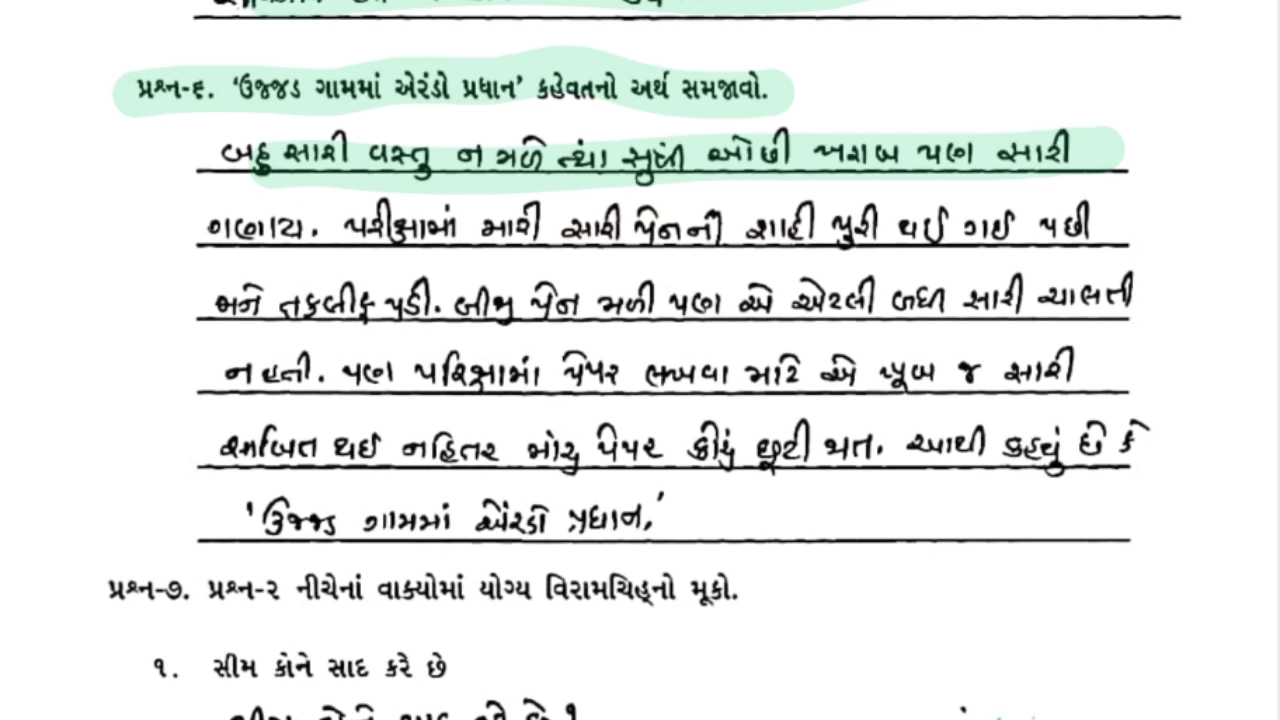 પ્રશ્ન-૬. 'ઉજ્જડ ગામમાં એરંડો પ્રધાન' કહેવતનો અર્થ સમજાવો.
બહુ સારી વસ્તુ ન મળે ત્યાં સુધી ઓછી ખરાબ પણ સારી
ગણાય. પરીક્ષામાં મારી સારી પેનની શાહી પુરી થઈ ગઈ પછી
મને તકલીફ પડી. બીજી પેન મળી પણ એ એટલી બધી સારી ચાલતી
નહતી. પણ પરિક્ષામાં પેપર લખવા માટે એ ખૂબ જ સારી
સાબિત થઈ નહિતર મારુ પેપર છૂટી જાત. આથી કહ્યું છે કે
'ઉજ્જડ ગામમાં એરંડો પ્રધાન.'
પ્રશ્ન-૭. પ્રશ્ન-૨ નીચેનાં વાક્યોમાં યોગ્ય વિરામચિહ્નો મૂકો.
૧. સીમ કોને સાદ કરે છે